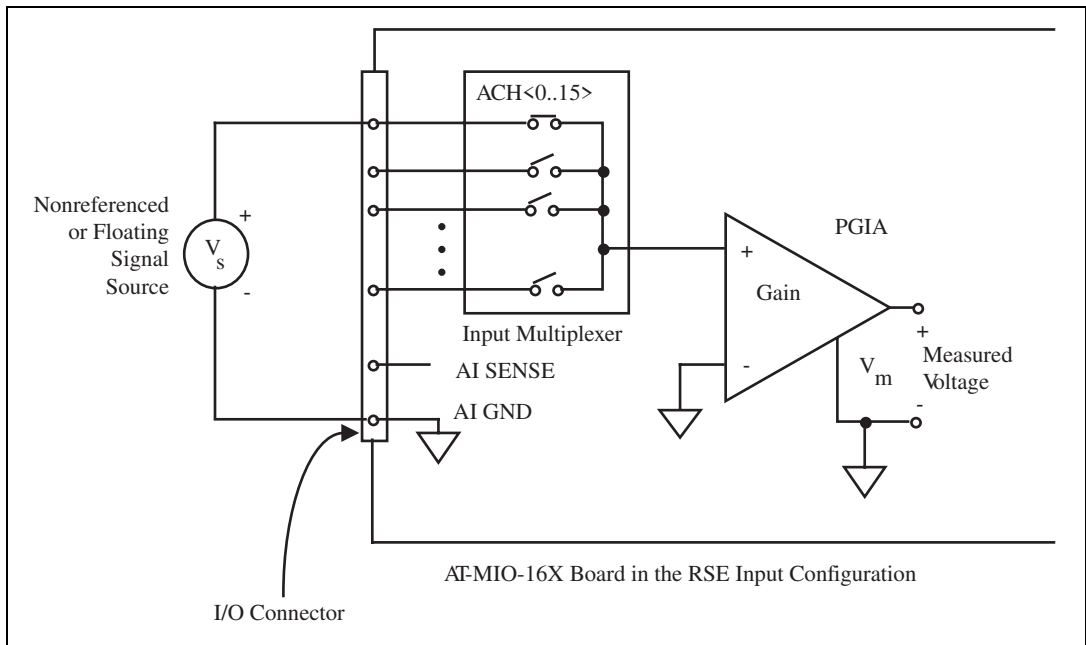 ACH<0..15>
Nonreferenced
or Floating
Signal
Source
+
V
s
-
Input Multiplexer
AI SENSE
AI GND
PGIA
+
Gain
-
+
V
m
Measured
Voltage
-
AT-MIO-16X Board in the RSE Input Configuration
I/O Connector